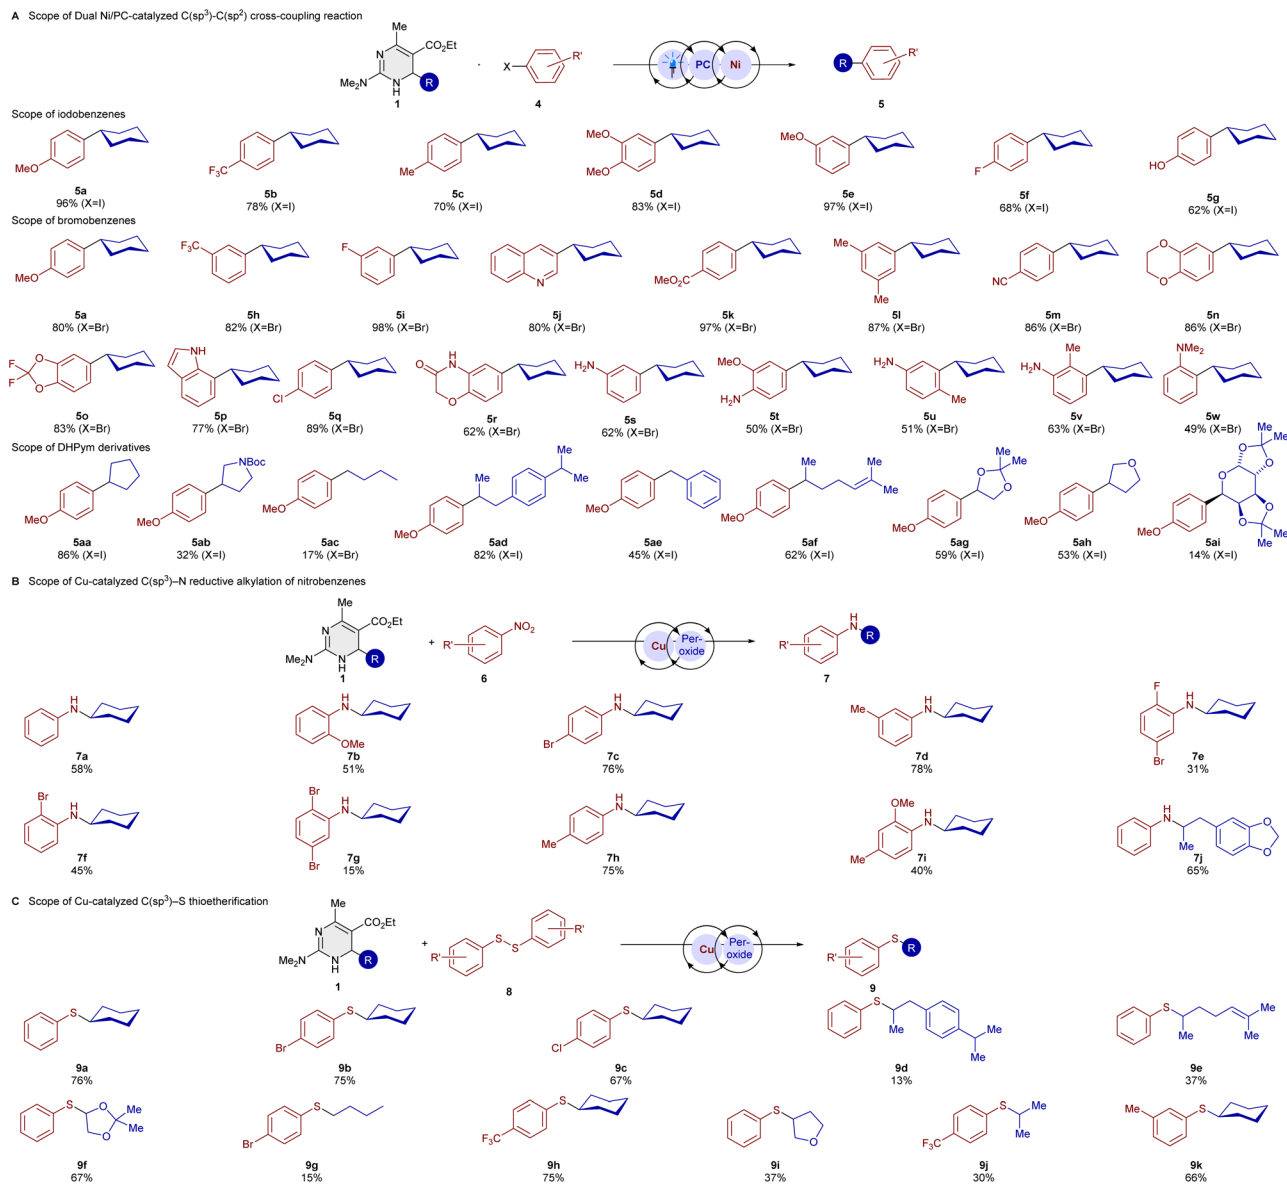 A Scope of Dual Ni/PC-catalyzed C(sp³)-C(sp²) cross-coupling reaction
Me
CO₂Et
N
Me₂N
N
H
R
1
·
X
R'
4
PC
Ni
R
R'
5
Scope of iodobenzenes
MeO
F₃C
Me
MeO
MeO
MeO
F
HO
5a 5b 5c 5d 5e 5f 5g
96% (X=I) 78% (X=I) 70% (X=I) 83% (X=I) 97% (X=I) 68% (X=I) 62% (X=I)
Scope of bromobenzenes
MeO
F₃C
F
N
MeO₂C
Me
Me
NC
O
O
5a 5h 5i 5j 5k 5l 5m 5n
80% (X=Br) 82% (X=Br) 98% (X=Br) 80% (X=Br) 97% (X=Br) 87% (X=Br) 86% (X=Br) 86% (X=Br)
F
F
O
O
NH
Cl
O
H
N
O
H₂N
MeO
H₂N
H₂N
Me
Me
H₂N
NMe₂
5o 5p 5q 5r 5s 5t 5u 5v 5w
83% (X=Br) 77% (X=Br) 89% (X=Br) 62% (X=Br) 62% (X=Br) 50% (X=Br) 51% (X=Br) 63% (X=Br) 49% (X=Br)
Scope of DHPym derivatives
MeO
NBoc
MeO
MeO
Me
Me
Me
MeO
MeO
Me
Me
Me
MeO
Me
Me
O
O
MeO
O
MeO
Me
Me
O
O
O
O
O
Me
Me
MeO
5aa 5ab 5ac 5ad 5ae 5af 5ag 5ah 5ai
86% (X=I) 32% (X=I) 17% (X=Br) 82% (X=I) 45% (X=I) 62% (X=I) 59% (X=I) 53% (X=I) 14% (X=I)
B Scope of Cu-catalyzed C(sp³)–N reductive alkylation of nitrobenzenes
Me
CO₂Et
N
Me₂N
N
H
R
1
+
R'
NO₂
6
Cu
Per-
oxide
H
N
R
R'
7
H
N
H
N
OMe
H
N
Br
H
N
Me
F
H
N
Br
7a 7b 7c 7d 7e
58% 51% 76% 78% 31%
Br
H
N
Br
H
N
Br
H
N
Me
OMe
H
N
Me
H
N
Me
O
O
7f 7g 7h 7i 7j
45% 15% 75% 40% 65%
C Scope of Cu-catalyzed C(sp³)–S thioetherification
Me
CO₂Et
N
Me₂N
N
H
R
1
+
R'
S
S
R'
8
Cu
Per-
oxide
S
R
R'
9
S
S
Br
S
Cl
S
Me
Me
Me
S
Me
Me
Me
9a 9b 9c 9d 9e
76% 75% 67% 13% 37%
S
O
O
Me
Me
S
Br
S
F₃C
S
O
S
Me
Me
F₃C
S
Me
9f 9g 9h 9i 9j 9k
67% 15% 75% 37% 30% 66%